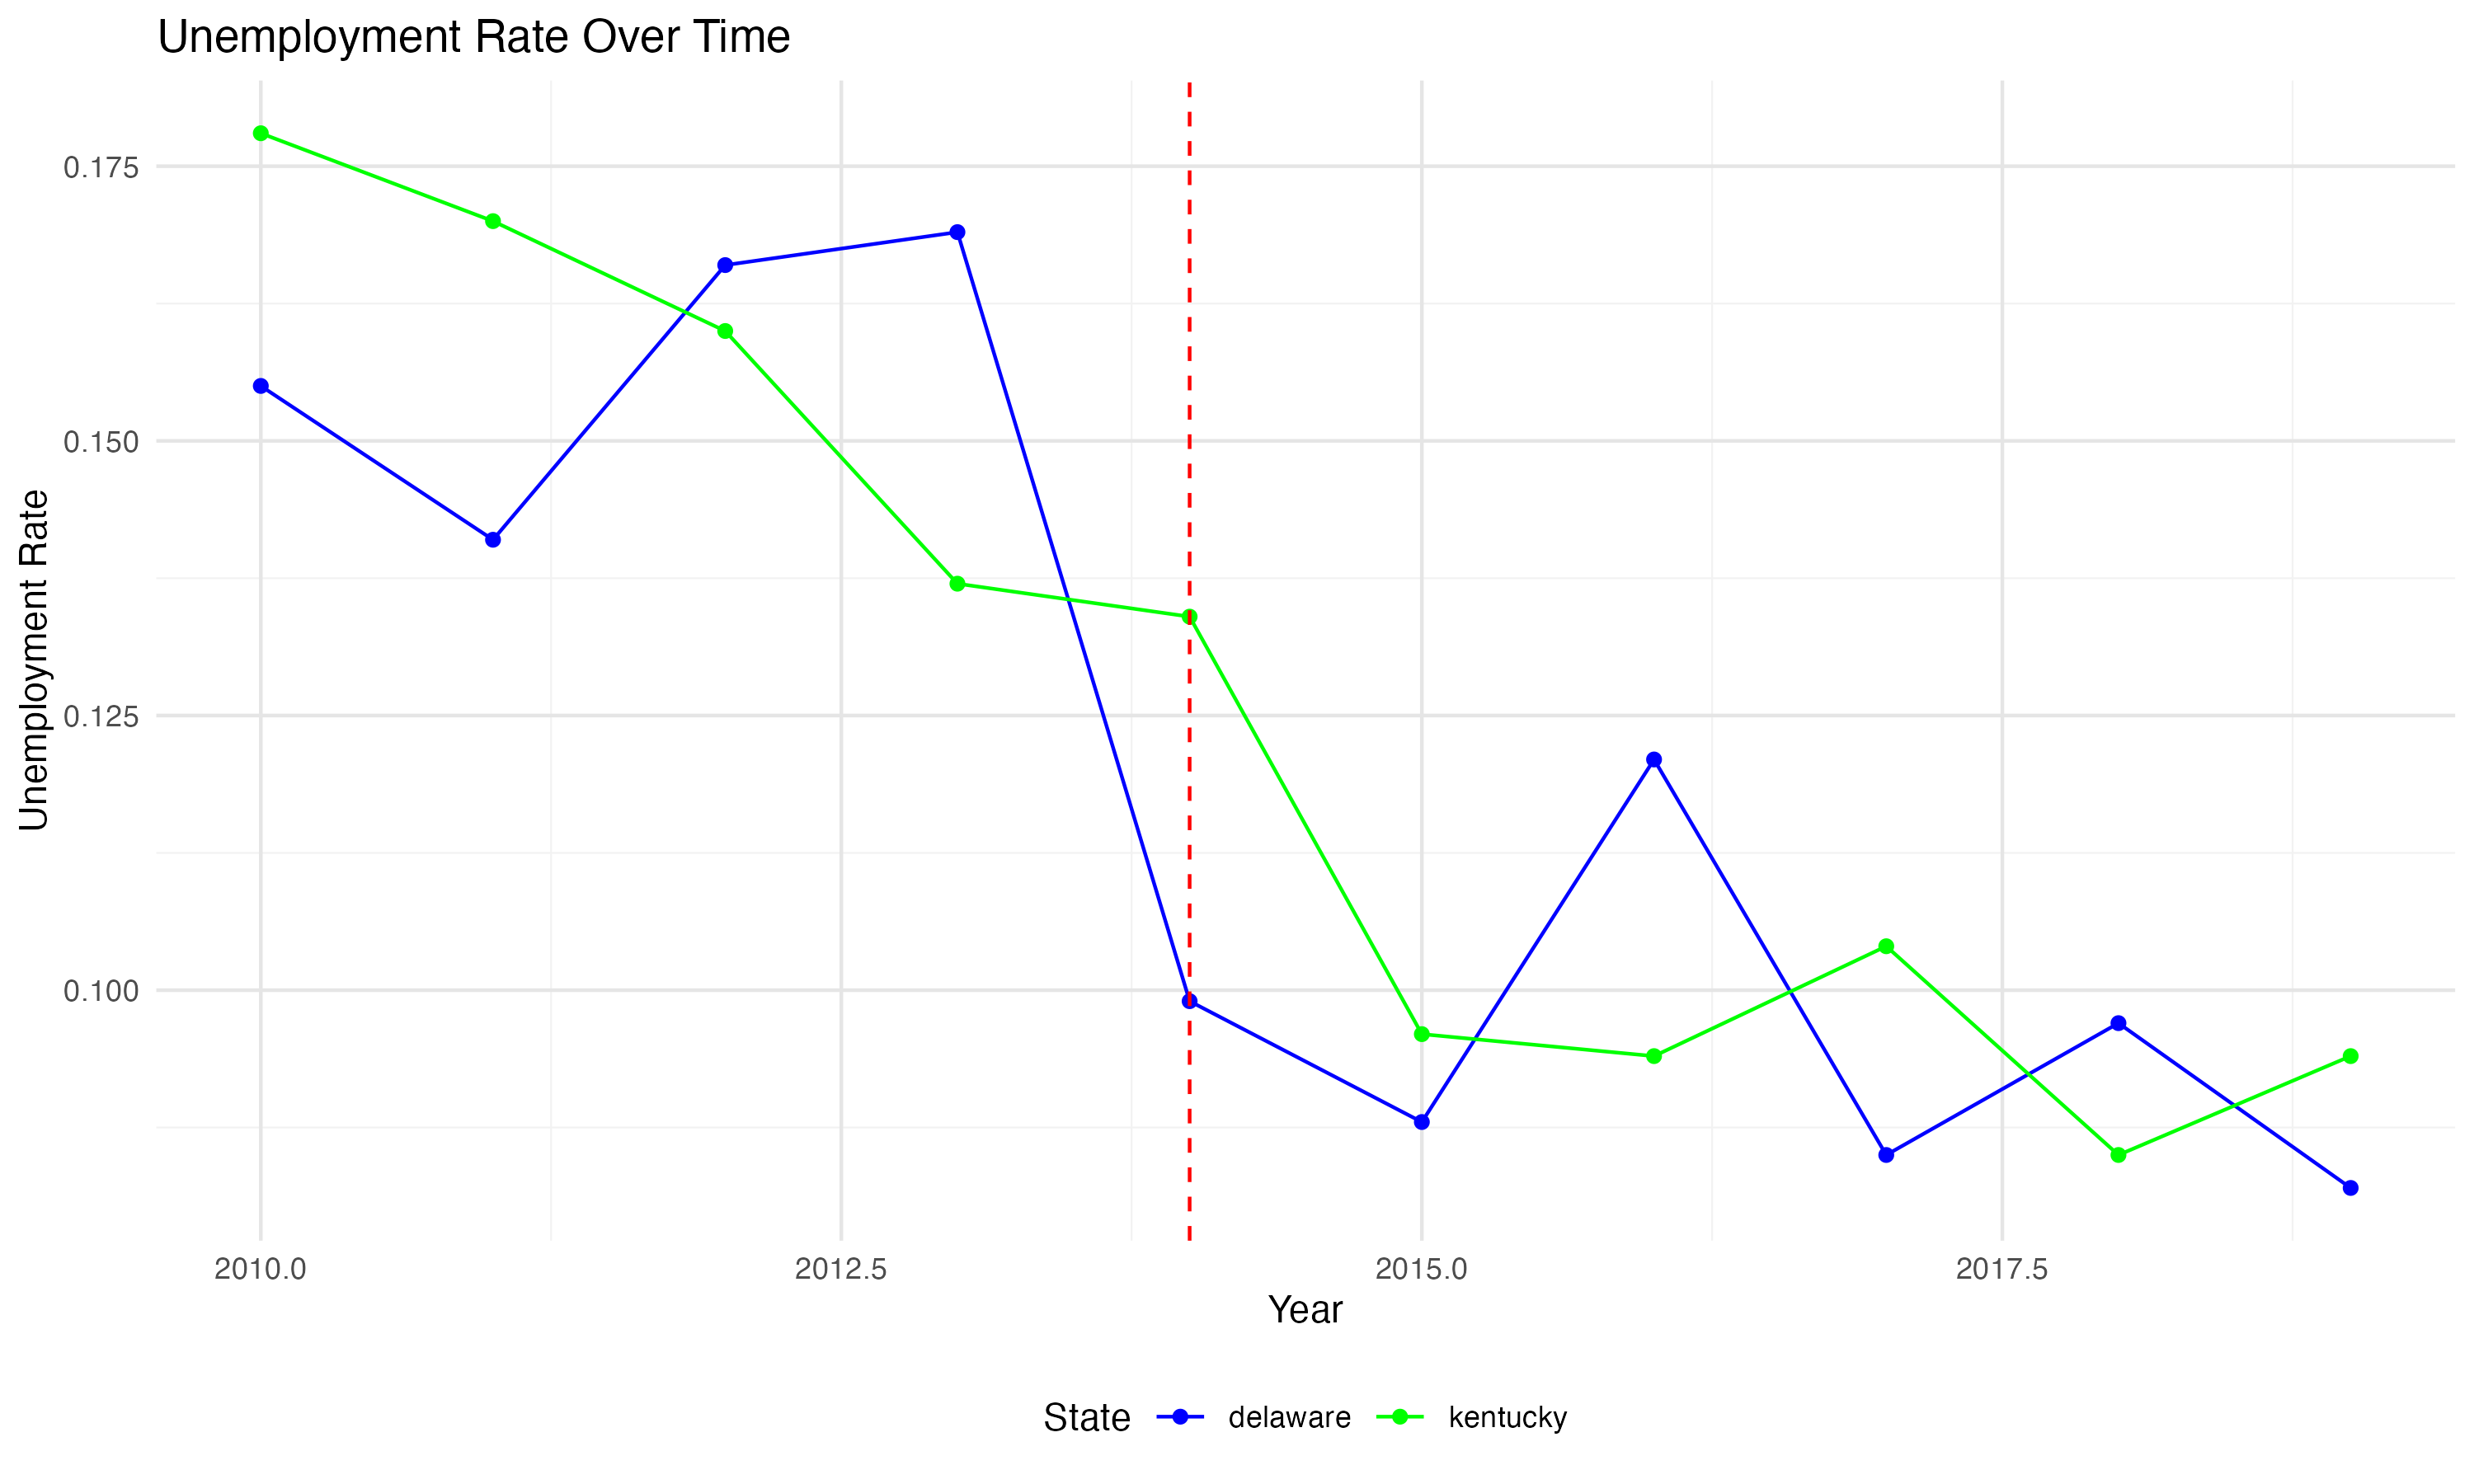 Unemployment Rate Over Time
Unemployment Rate
0.175
0.150
0.125
0.100
2010.0 2012.5 2015.0 2017.5
Year
State delaware kentucky